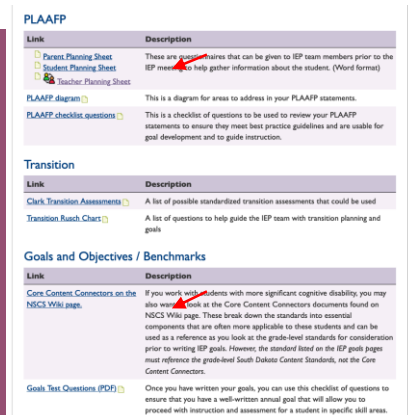 PLAAFP
Link Description
Parent Planning Sheet These are questionnaires that can be given to IEP team members prior to the
Student Planning Sheet IEP meeting to help gather information about the student. (Word format)
Teacher Planning Sheet
PLAAFP diagram This is a diagram for areas to address in your PLAAFP statements.
PLAAFP checklist questions This is a checklist of questions to be used to review your PLAAFP
statements to ensure they meet best practice guidelines and are usable for
goal development and to guide instruction.
Transition
Link Description
Clark Transition Assessments A list of possible standardized transition assessments that could be used
Transition Rusch Chart A list of questions to help guide the IEP team with transition planning and
goals
Goals and Objectives / Benchmarks
Link Description
Core Content Connectors on the If you work with students with more significant cognitive disability, you may
NSCS Wiki page. also want look at the Core Content Connectors documents found on
NSCS Wiki page. These break down the standards into essential
components that are often more applicable to these students and can be
used as a reference as you look at the grade-level standards for consideration
prior to writing IEP goals. However, the standard listed on the IEP goals pages
must reference the grade-level South Dakota Content Standards, not the Core
Content Connectors.
Goals Test Questions (PDF) Once you have written your goals, you can use this checklist of questions to
ensure that you have a well-written annual goal that will allow you to
proceed with instruction and assessment for a student in specific skill areas.